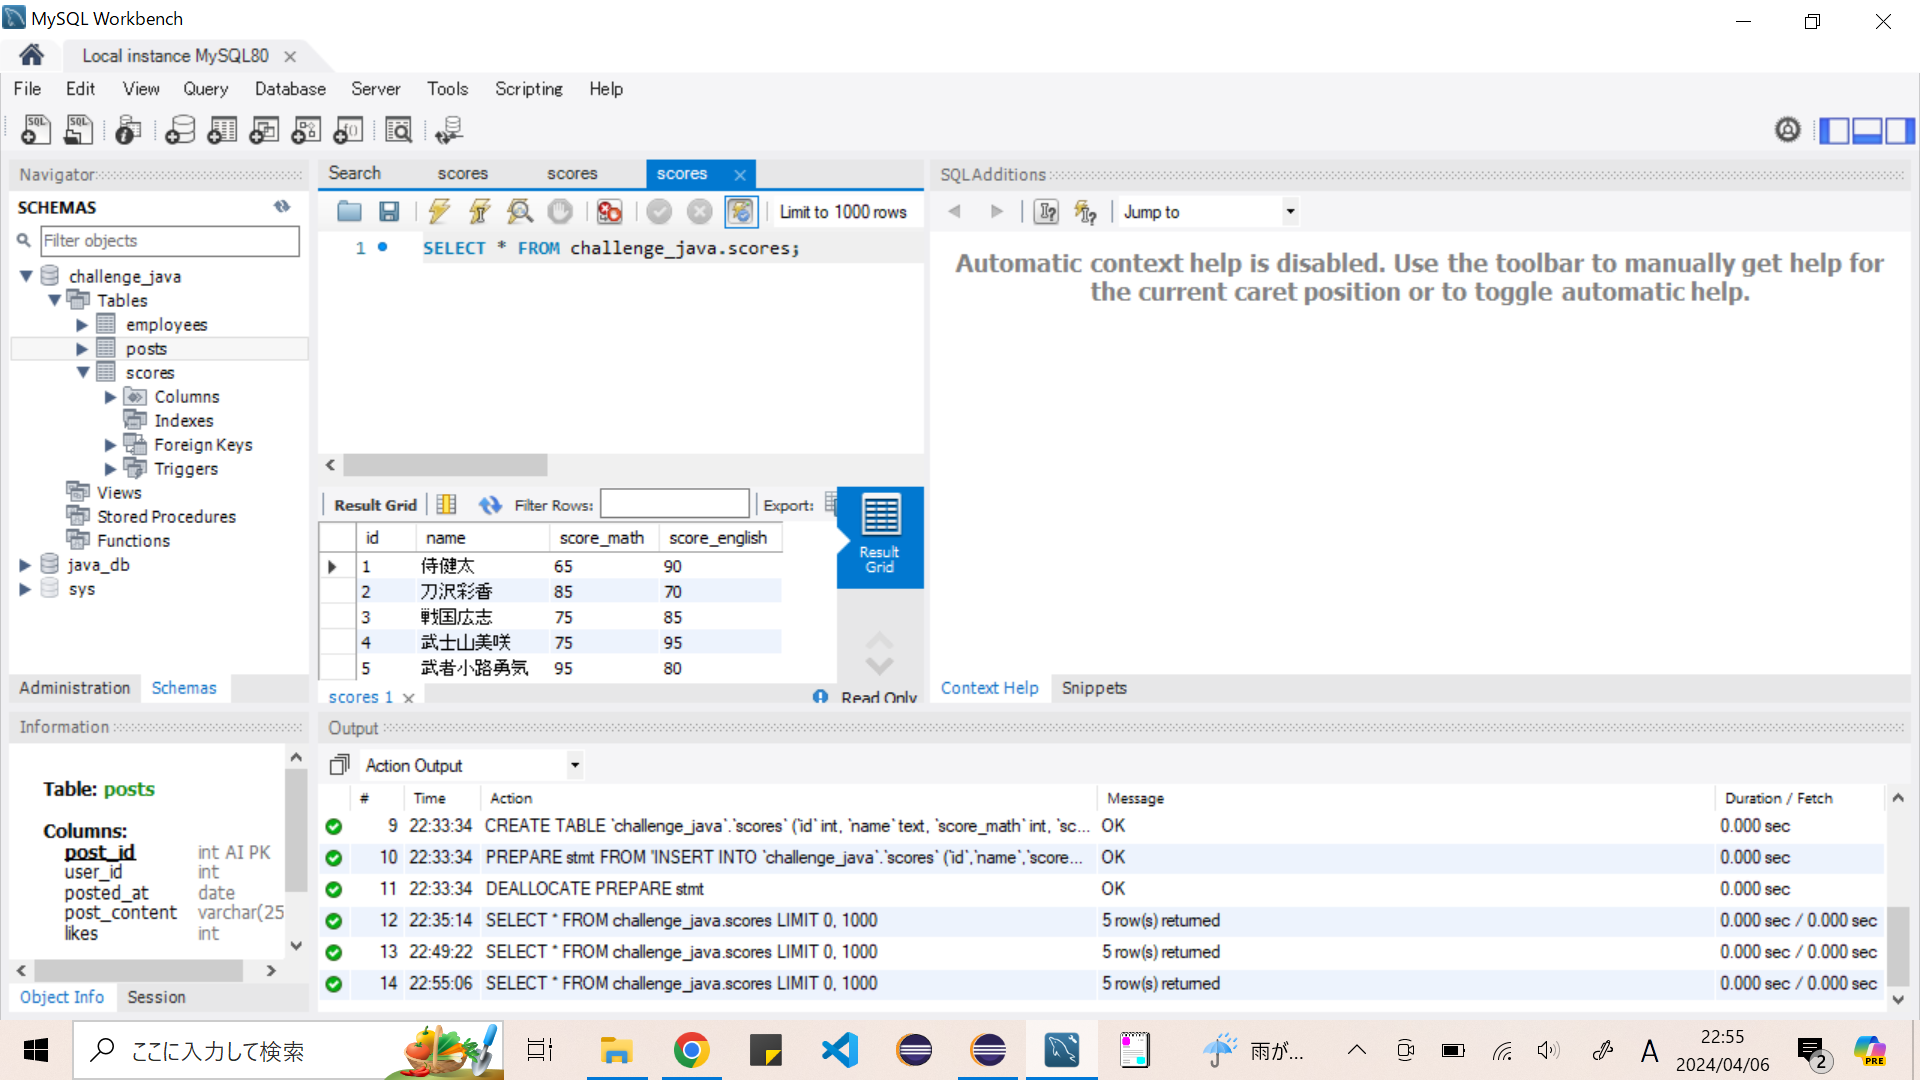 MySQL Workbench
Local instance MySQL80
File Edit View Query Database Server Tools Scripting Help
Navigator
SCHEMAS
Filter objects
challenge_java
Tables
employees
posts
scores
Columns
Indexes
Foreign Keys
Triggers
Views
Stored Procedures
Functions
java_db
sys
Administration Schemas
Information
Table: posts
Columns:
post_id int AI PK
user_id int
posted_at date
post_content varchar(25
likes int
Object Info Session
Search scores scores scores
Limit to 1000 rows
1 SELECT * FROM challenge_java.scores;
Result Grid Filter Rows: Export:
id name score_math score_english
1 侍健太 65 90
2 刀沢彩香 85 70
3 戦国広志 75 85
4 武士山美咲 75 95
5 武者小路勇気 95 80
Result
Grid
scores 1 Read Only
SQLAdditions
Jump to
Automatic context help is disabled. Use the toolbar to manually get help for
the current caret position or to toggle automatic help.
Context Help Snippets
Output
Action Output
# Time Action Message Duration / Fetch
9 22:33:34 CREATE TABLE `challenge_java`.`scores` (`id` int, `name` text, `score_math` int, `sc... OK 0.000 sec
10 22:33:34 PREPARE stmt FROM 'INSERT INTO `challenge_java`.`scores` (`id`,`name`,`score... OK 0.000 sec
11 22:33:34 DEALLOCATE PREPARE stmt OK 0.000 sec
12 22:35:14 SELECT * FROM challenge_java.scores LIMIT 0, 1000 5 row(s) returned 0.000 sec / 0.000 sec
13 22:49:22 SELECT * FROM challenge_java.scores LIMIT 0, 1000 5 row(s) returned 0.000 sec / 0.000 sec
14 22:55:06 SELECT * FROM challenge_java.scores LIMIT 0, 1000 5 row(s) returned 0.000 sec / 0.000 sec
ここに入力して検索
雨が...
A
22:55
2024/04/06
2
PRE